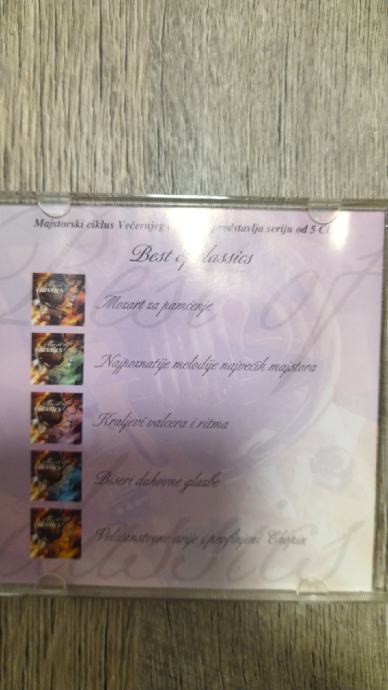 Majstorski ciklus Večernjeg predstavlja seriju od 5 CD
Best of classics
Mozart za pamćenje
Najpoznatije melodije najvećih majstora
Kraljevi valcera i ritma
Biseri duhovne glazbe
Veličanstvene arije i profinjeni Chopin